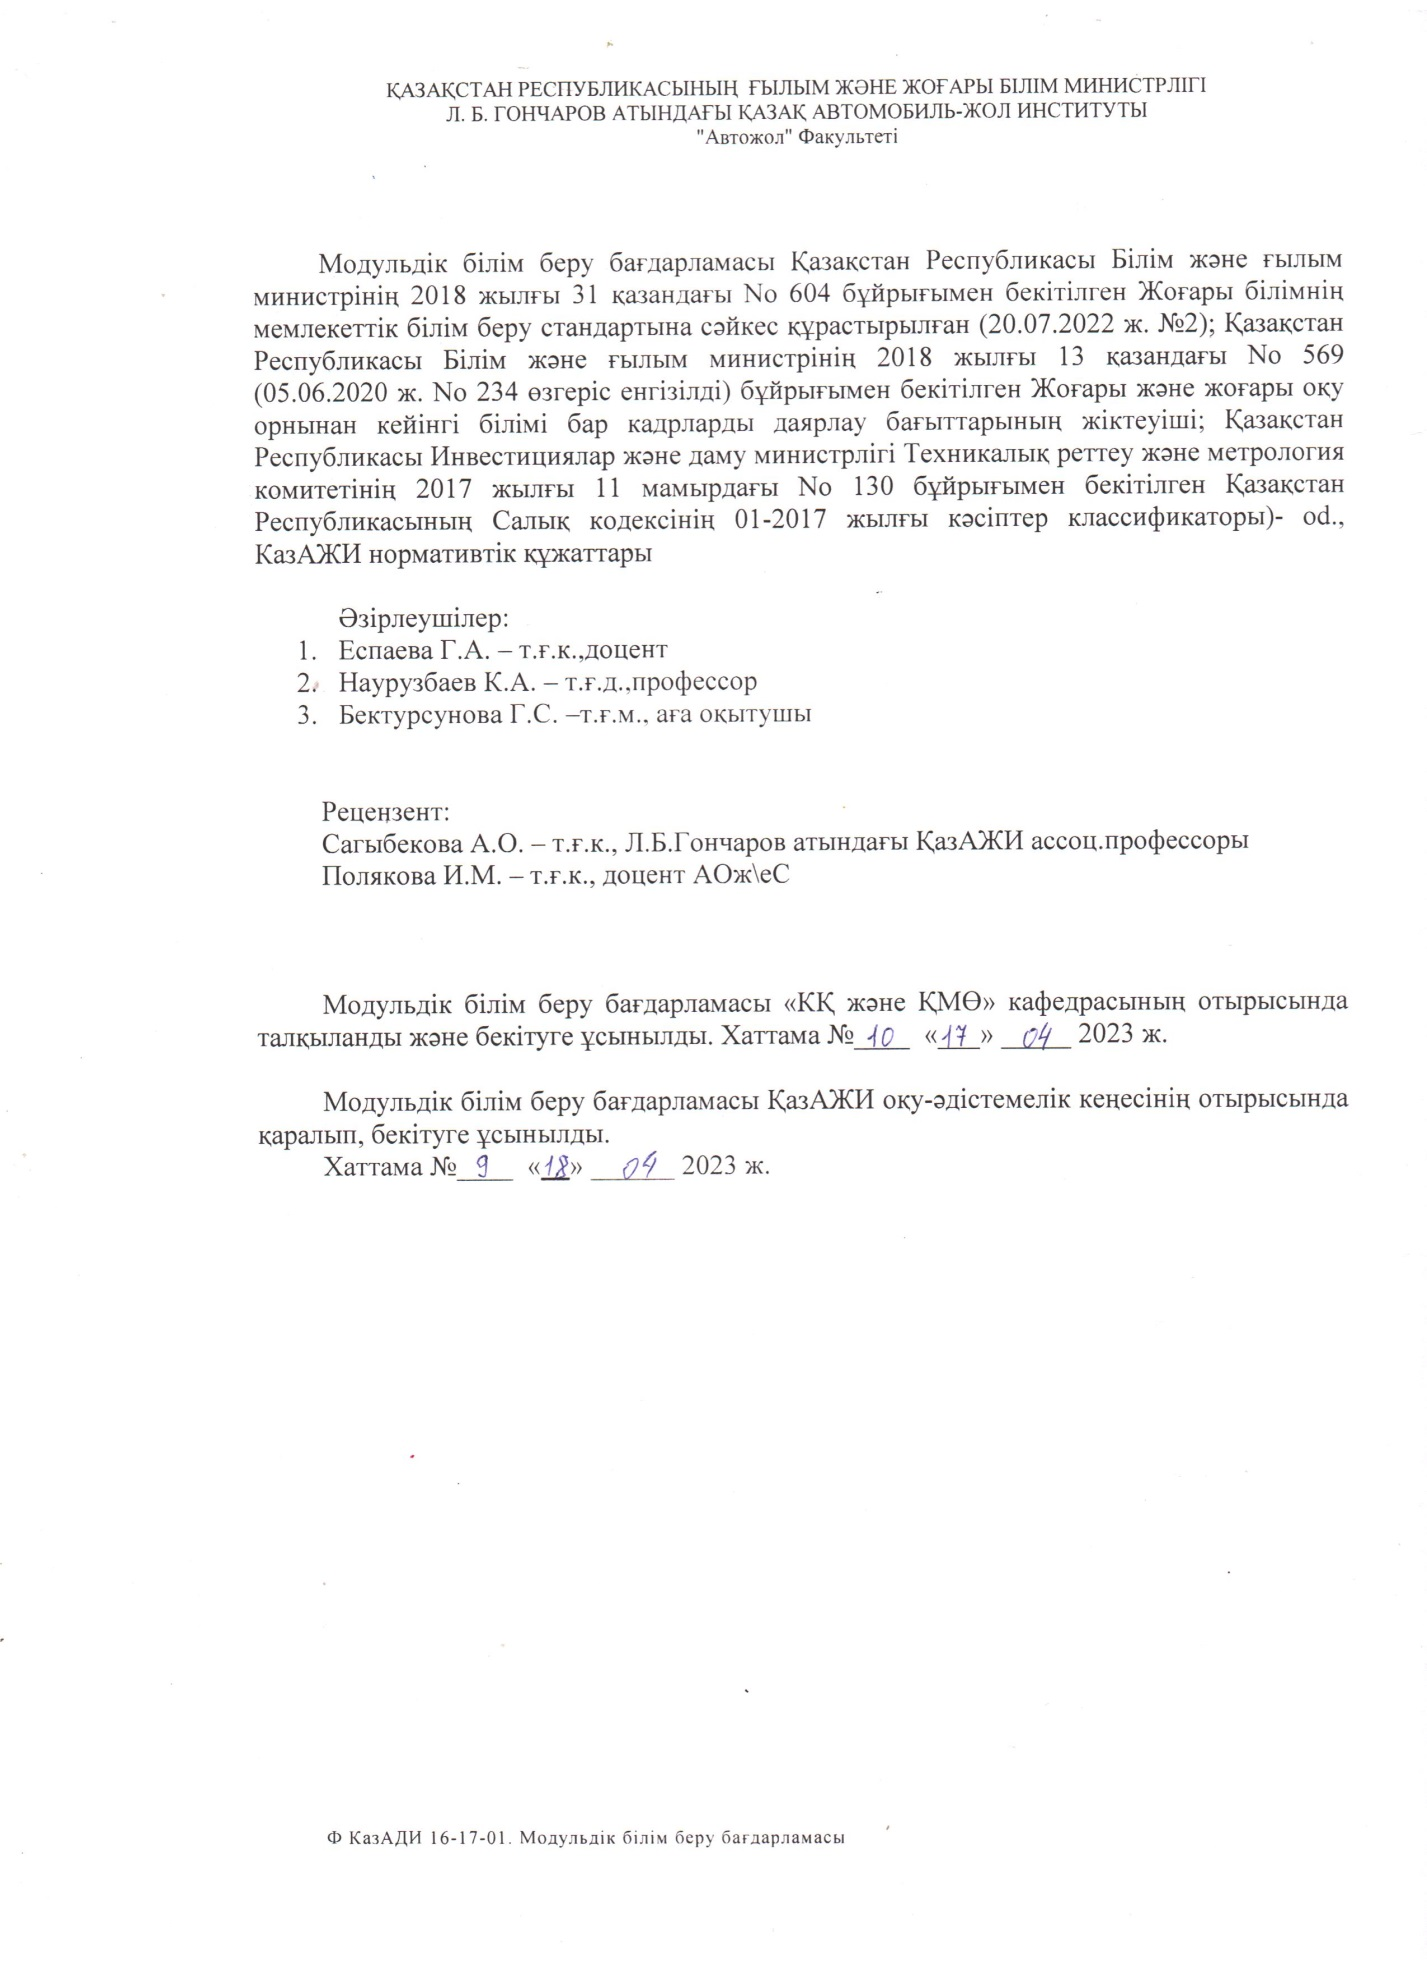 ҚАЗАҚСТАН РЕСПУБЛИКАСЫНЫҢ ҒЫЛЫМ ЖӘНЕ ЖОҒАРЫ БІЛІМ МИНИСТРЛІГІ
Л. Б. ГОНЧАРОВ АТЫНДАҒЫ ҚАЗАҚ АВТОМОБИЛЬ-ЖОЛ ИНСТИТУТЫ
"Автожол" Факультеті
Модульдік білім беру бағдарламасы Қазақстан Республикасы Білім және ғылым
министрінің 2018 жылғы 31 қазандағы No 604 бұйрығымен бекітілген Жоғары білімнің
мемлекеттік білім беру стандартына сәйкес құрастырылған (20.07.2022 ж. №2); Қазақстан
Республикасы Білім және ғылым министрінің 2018 жылғы 13 қазандағы No 569
(05.06.2020 ж. No 234 өзгеріс енгізілді) бұйрығымен бекітілген Жоғары және жоғары оқу
орнынан кейінгі білімі бар кадрларды даярлау бағыттарының жіктеуіші; Қазақстан
Республикасы Инвестициялар және даму министрлігі Техникалық реттеу және метрология
комитетінің 2017 жылғы 11 мамырдағы No 130 бұйрығымен бекітілген Қазақстан
Республикасының Салық кодексінің 01-2017 жылғы кәсіптер классификаторы)- od.,
КазАЖИ нормативтік құжаттары
Әзірлеушілер:
1. Еспаева Г.А. – т.ғ.к.,доцент
2. Наурузбаев К.А. – т.ғ.д.,профессор
3. Бектурсунова Г.С. –т.ғ.м., аға оқытушы
Рецензент:
Сагыбекова А.О. – т.ғ.к., Л.Б.Гончаров атындағы ҚазАЖИ ассоц.профессоры
Полякова И.М. – т.ғ.к., доцент АОж\еС
Модульдік білім беру бағдарламасы «КҚ және ҚМӨ» кафедрасының отырысында
талқыланды және бекітуге ұсынылды. Хаттама № 10 «17» 04 2023 ж.
Модульдік білім беру бағдарламасы ҚазАЖИ оқу-әдістемелік кеңесінің отырысында
қаралып, бекітуге ұсынылды.
Хаттама № 9 «18» 04 2023 ж.
Ф КазАДИ 16-17-01. Модульдік білім беру бағдарламасы